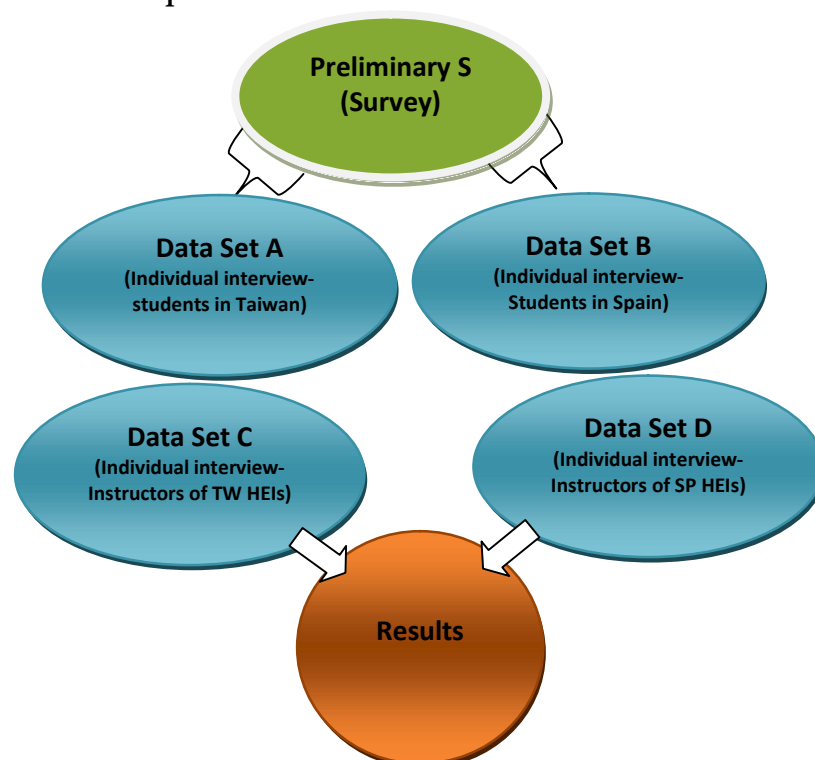 Preliminary S
(Survey)
Data Set A
(Individual interview-
students in Taiwan)
Data Set B
(Individual interview-
Students in Spain)
Data Set C
(Individual interview-
Instructors of TW HEIs)
Data Set D
(Individual interview-
Instructors of SP HEIs)
Results